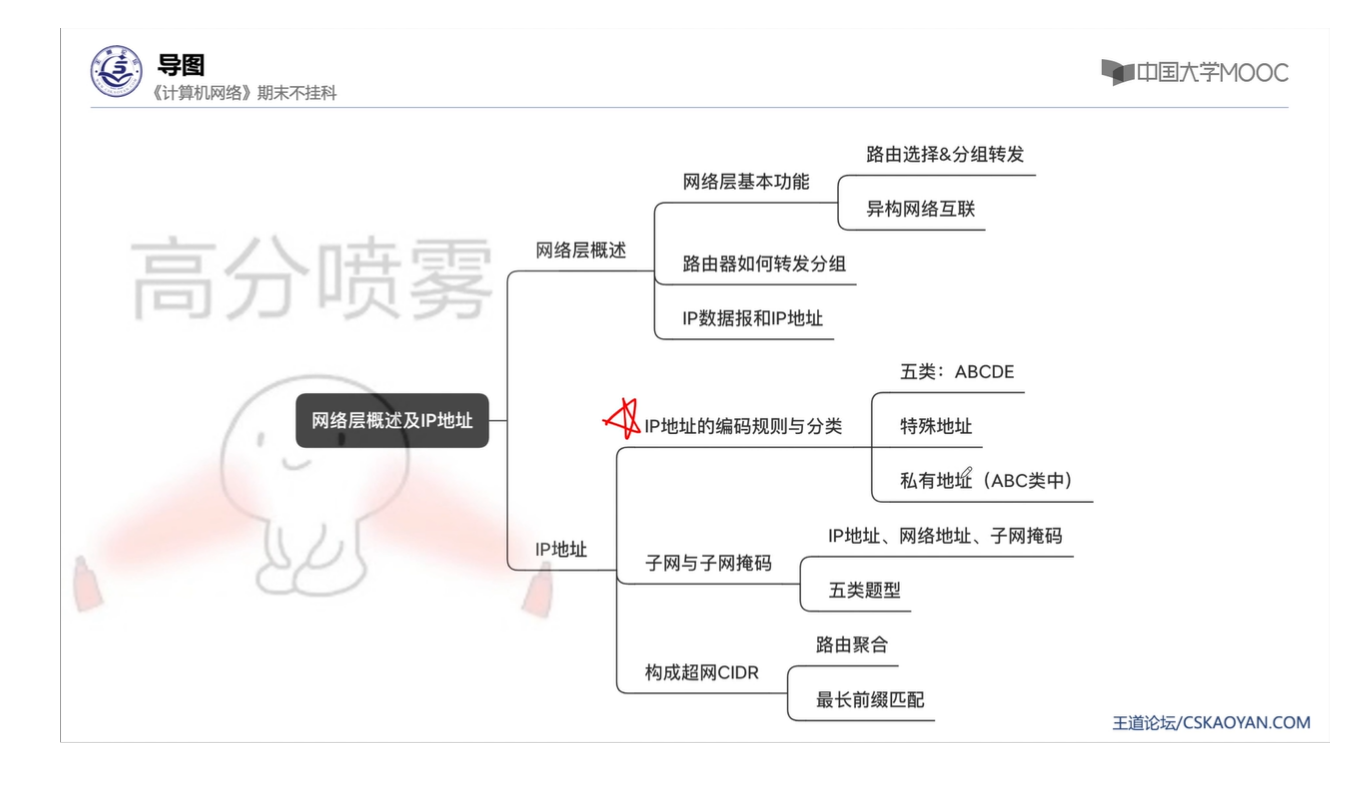 导图
《计算机网络》期末不挂科
中国大学MOOC
高分喷雾
网络层概述及IP地址
网络层概述
网络层基本功能
路由选择&分组转发
异构网络互联
路由器如何转发分组
IP数据报和IP地址
IP地址
IP地址的编码规则与分类
五类：ABCDE
特殊地址
私有地址（ABC类中）
子网与子网掩码
IP地址、网络地址、子网掩码
五类题型
构成超网CIDR
路由聚合
最长前缀匹配
王道论坛/CSKAOYAN.COM